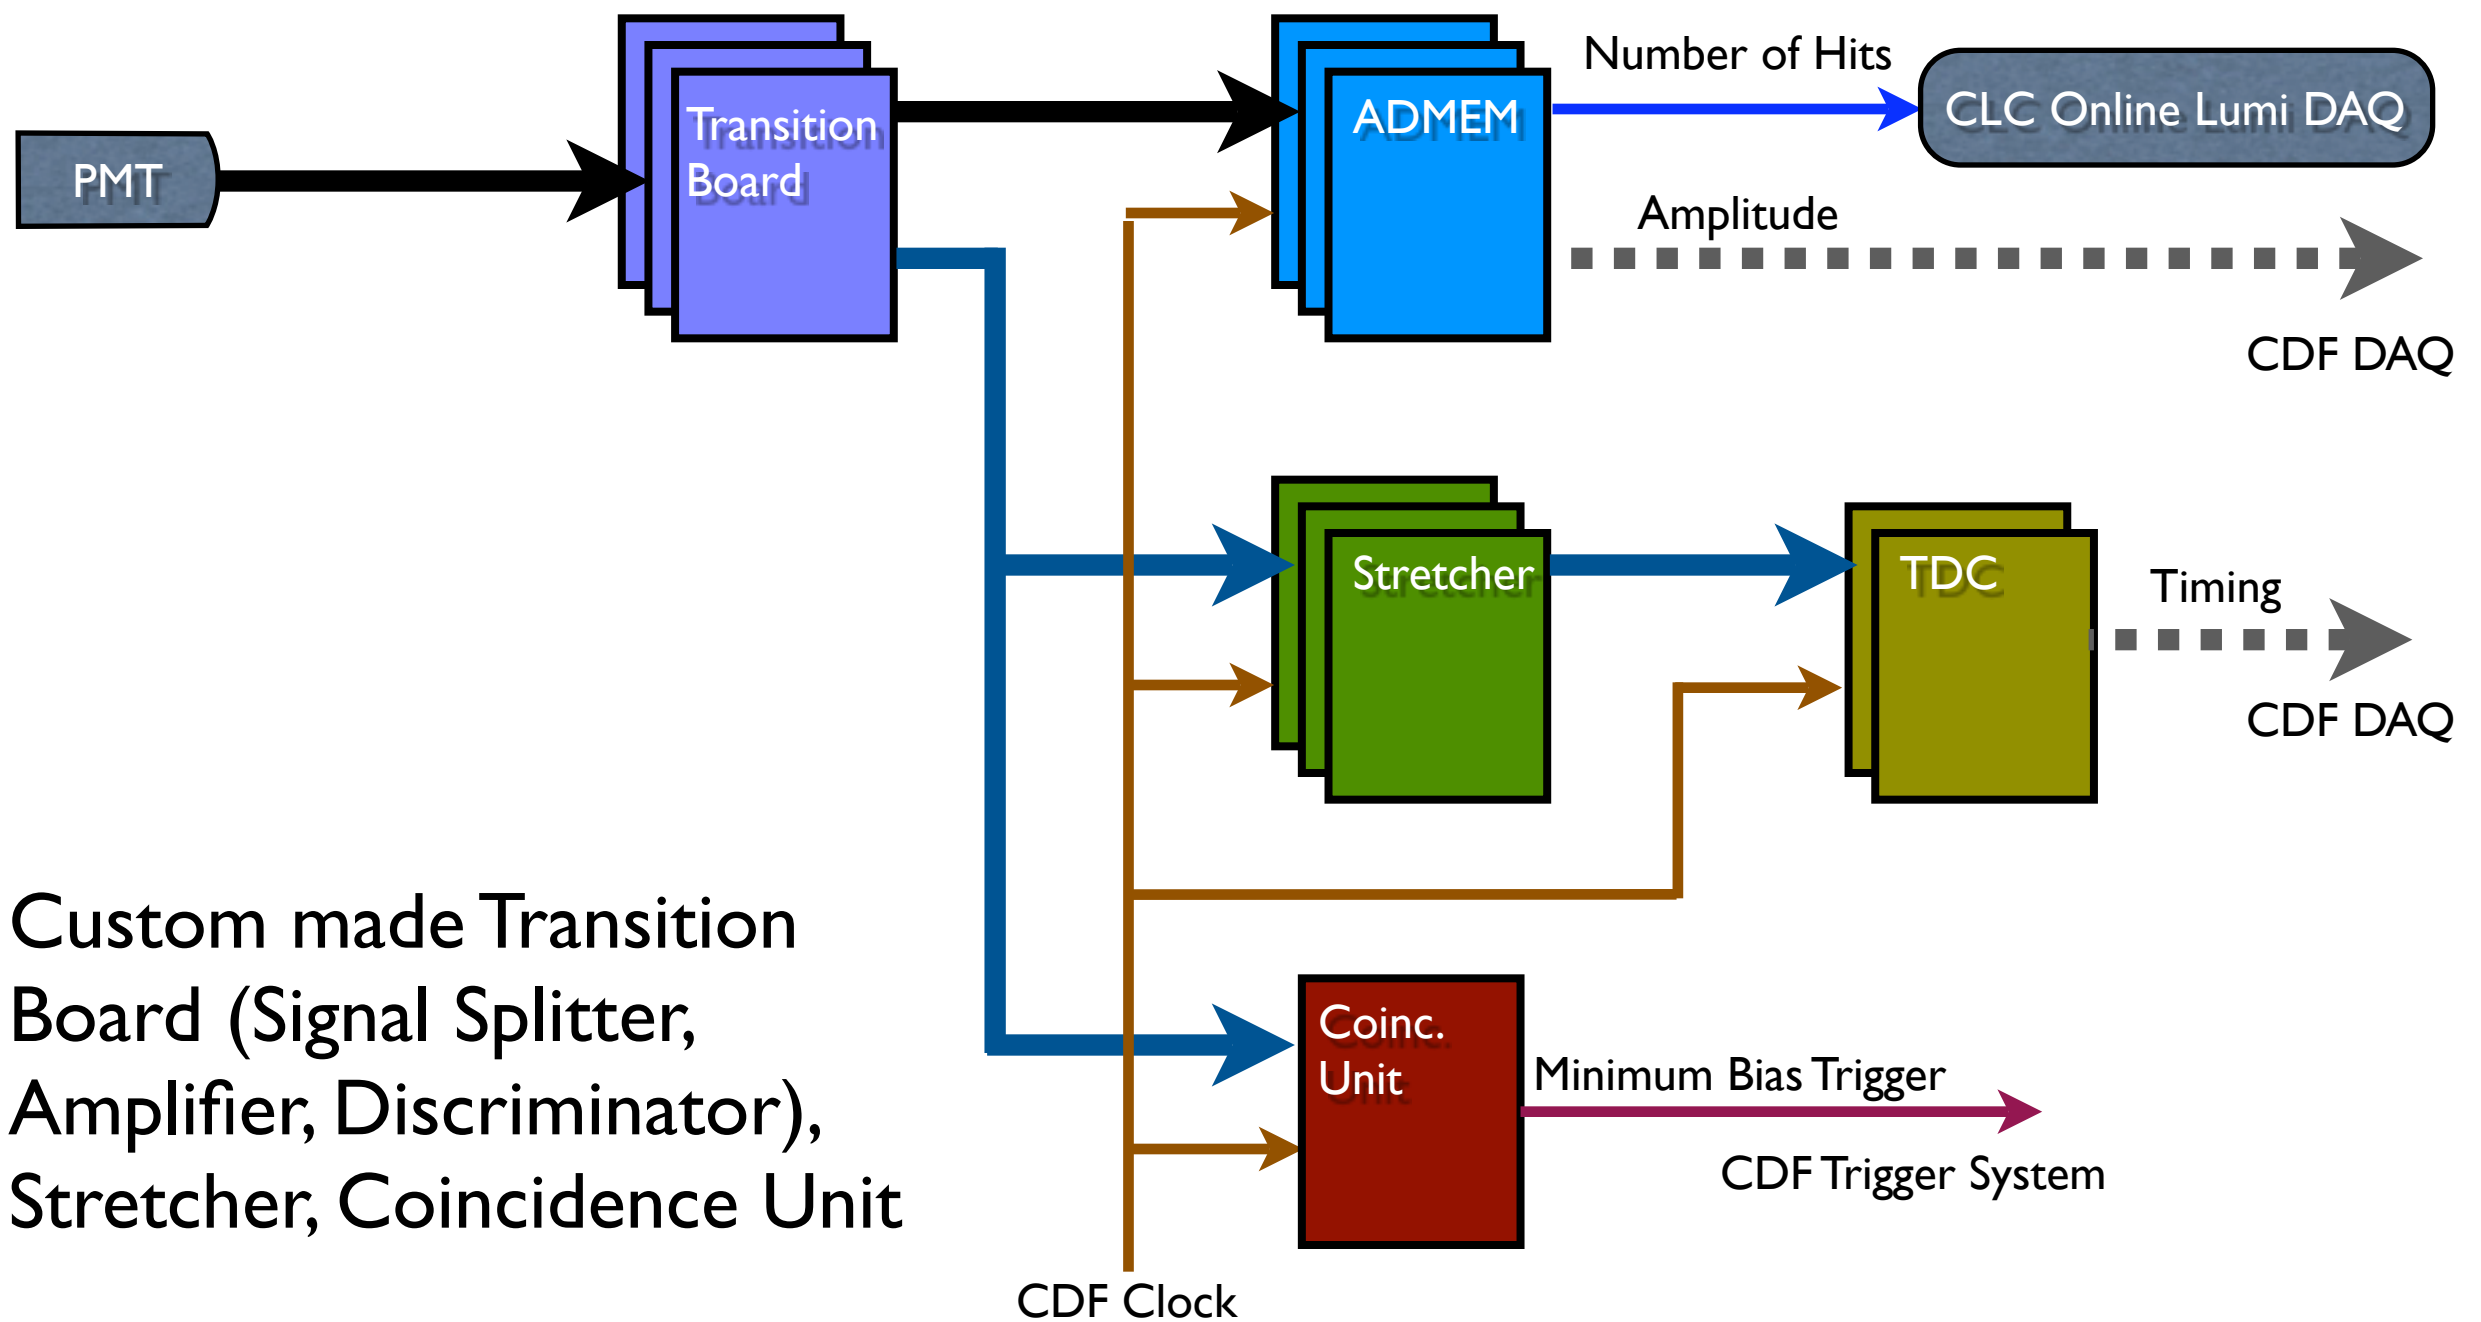 PMT
Transition
Board
ADMEM
Number of Hits
CLC Online Lumi DAQ
Amplitude
CDF DAQ
Stretcher
TDC
Timing
CDF DAQ
Custom made Transition
Board (Signal Splitter,
Amplifier, Discriminator),
Stretcher, Coincidence Unit
Coinc.
Unit
Minimum Bias Trigger
CDF Trigger System
CDF Clock